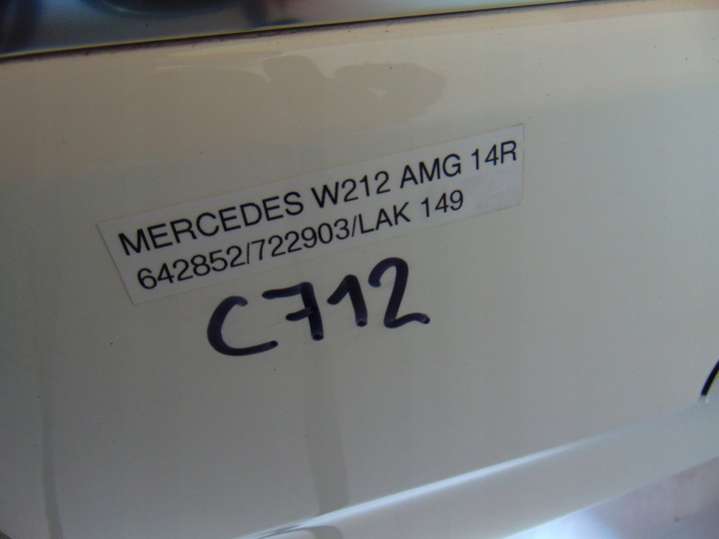 MERCEDES W212 AMG 14R
642852/722903/LAK 149
C712